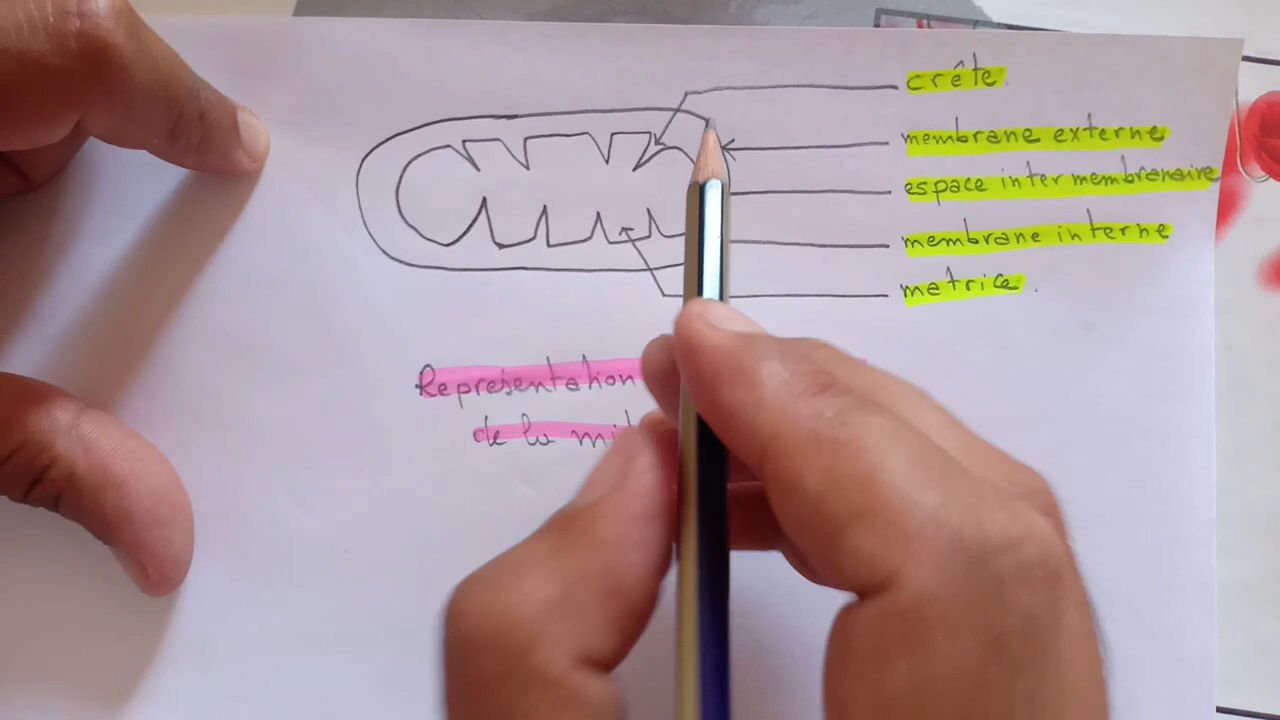 crête.
membrane externe
espace inter membranaire
membrane interne
matrice.
Représentation
de la